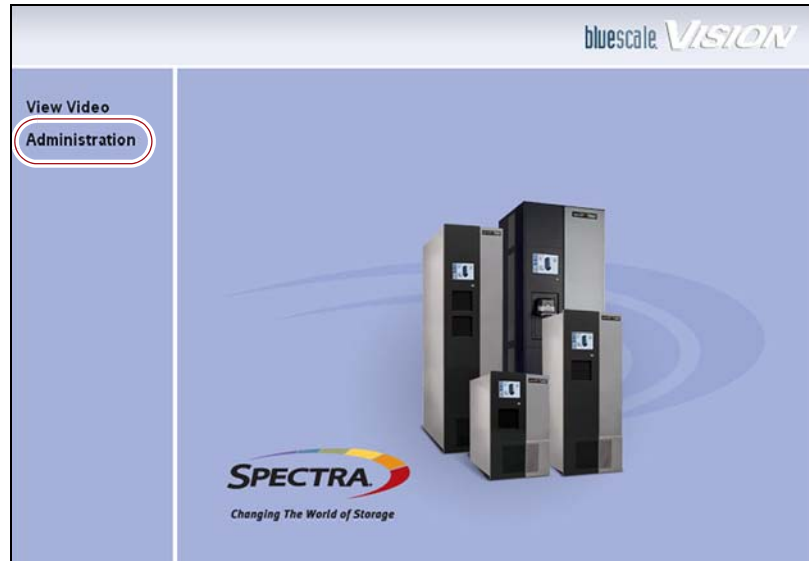 bluescale VISION
View Video
Administration
SPECTRA
Changing The World of Storage